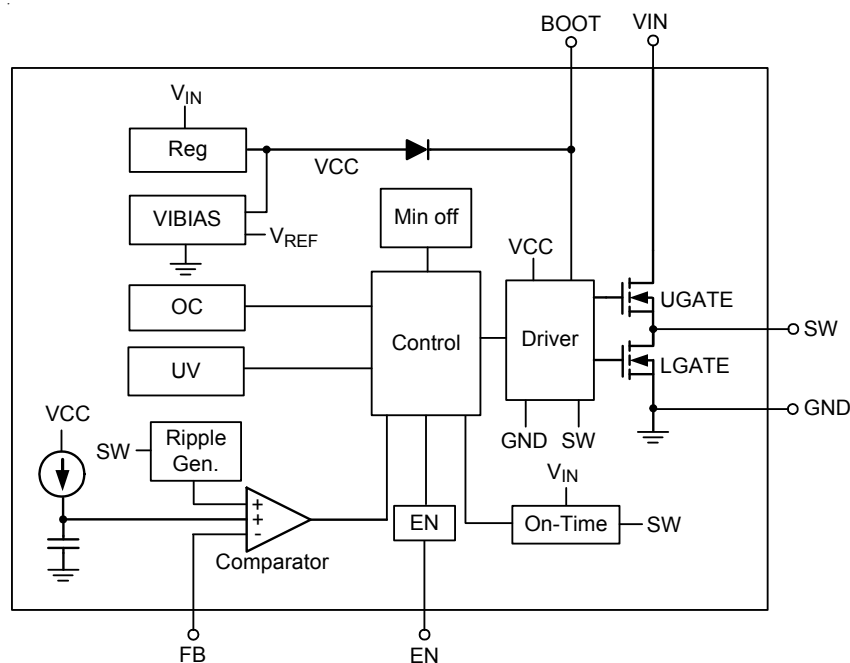 BOOT VIN
VIN
Reg
VCC
VIBIAS
VREF
Min off
VCC
OC
UGATE
Control
Driver
SW
UV
LGATE
VCC
GND
GND SW
SW
Ripple
Gen.
VIN
+
+
-
EN
On-Time
SW
Comparator
FB
EN